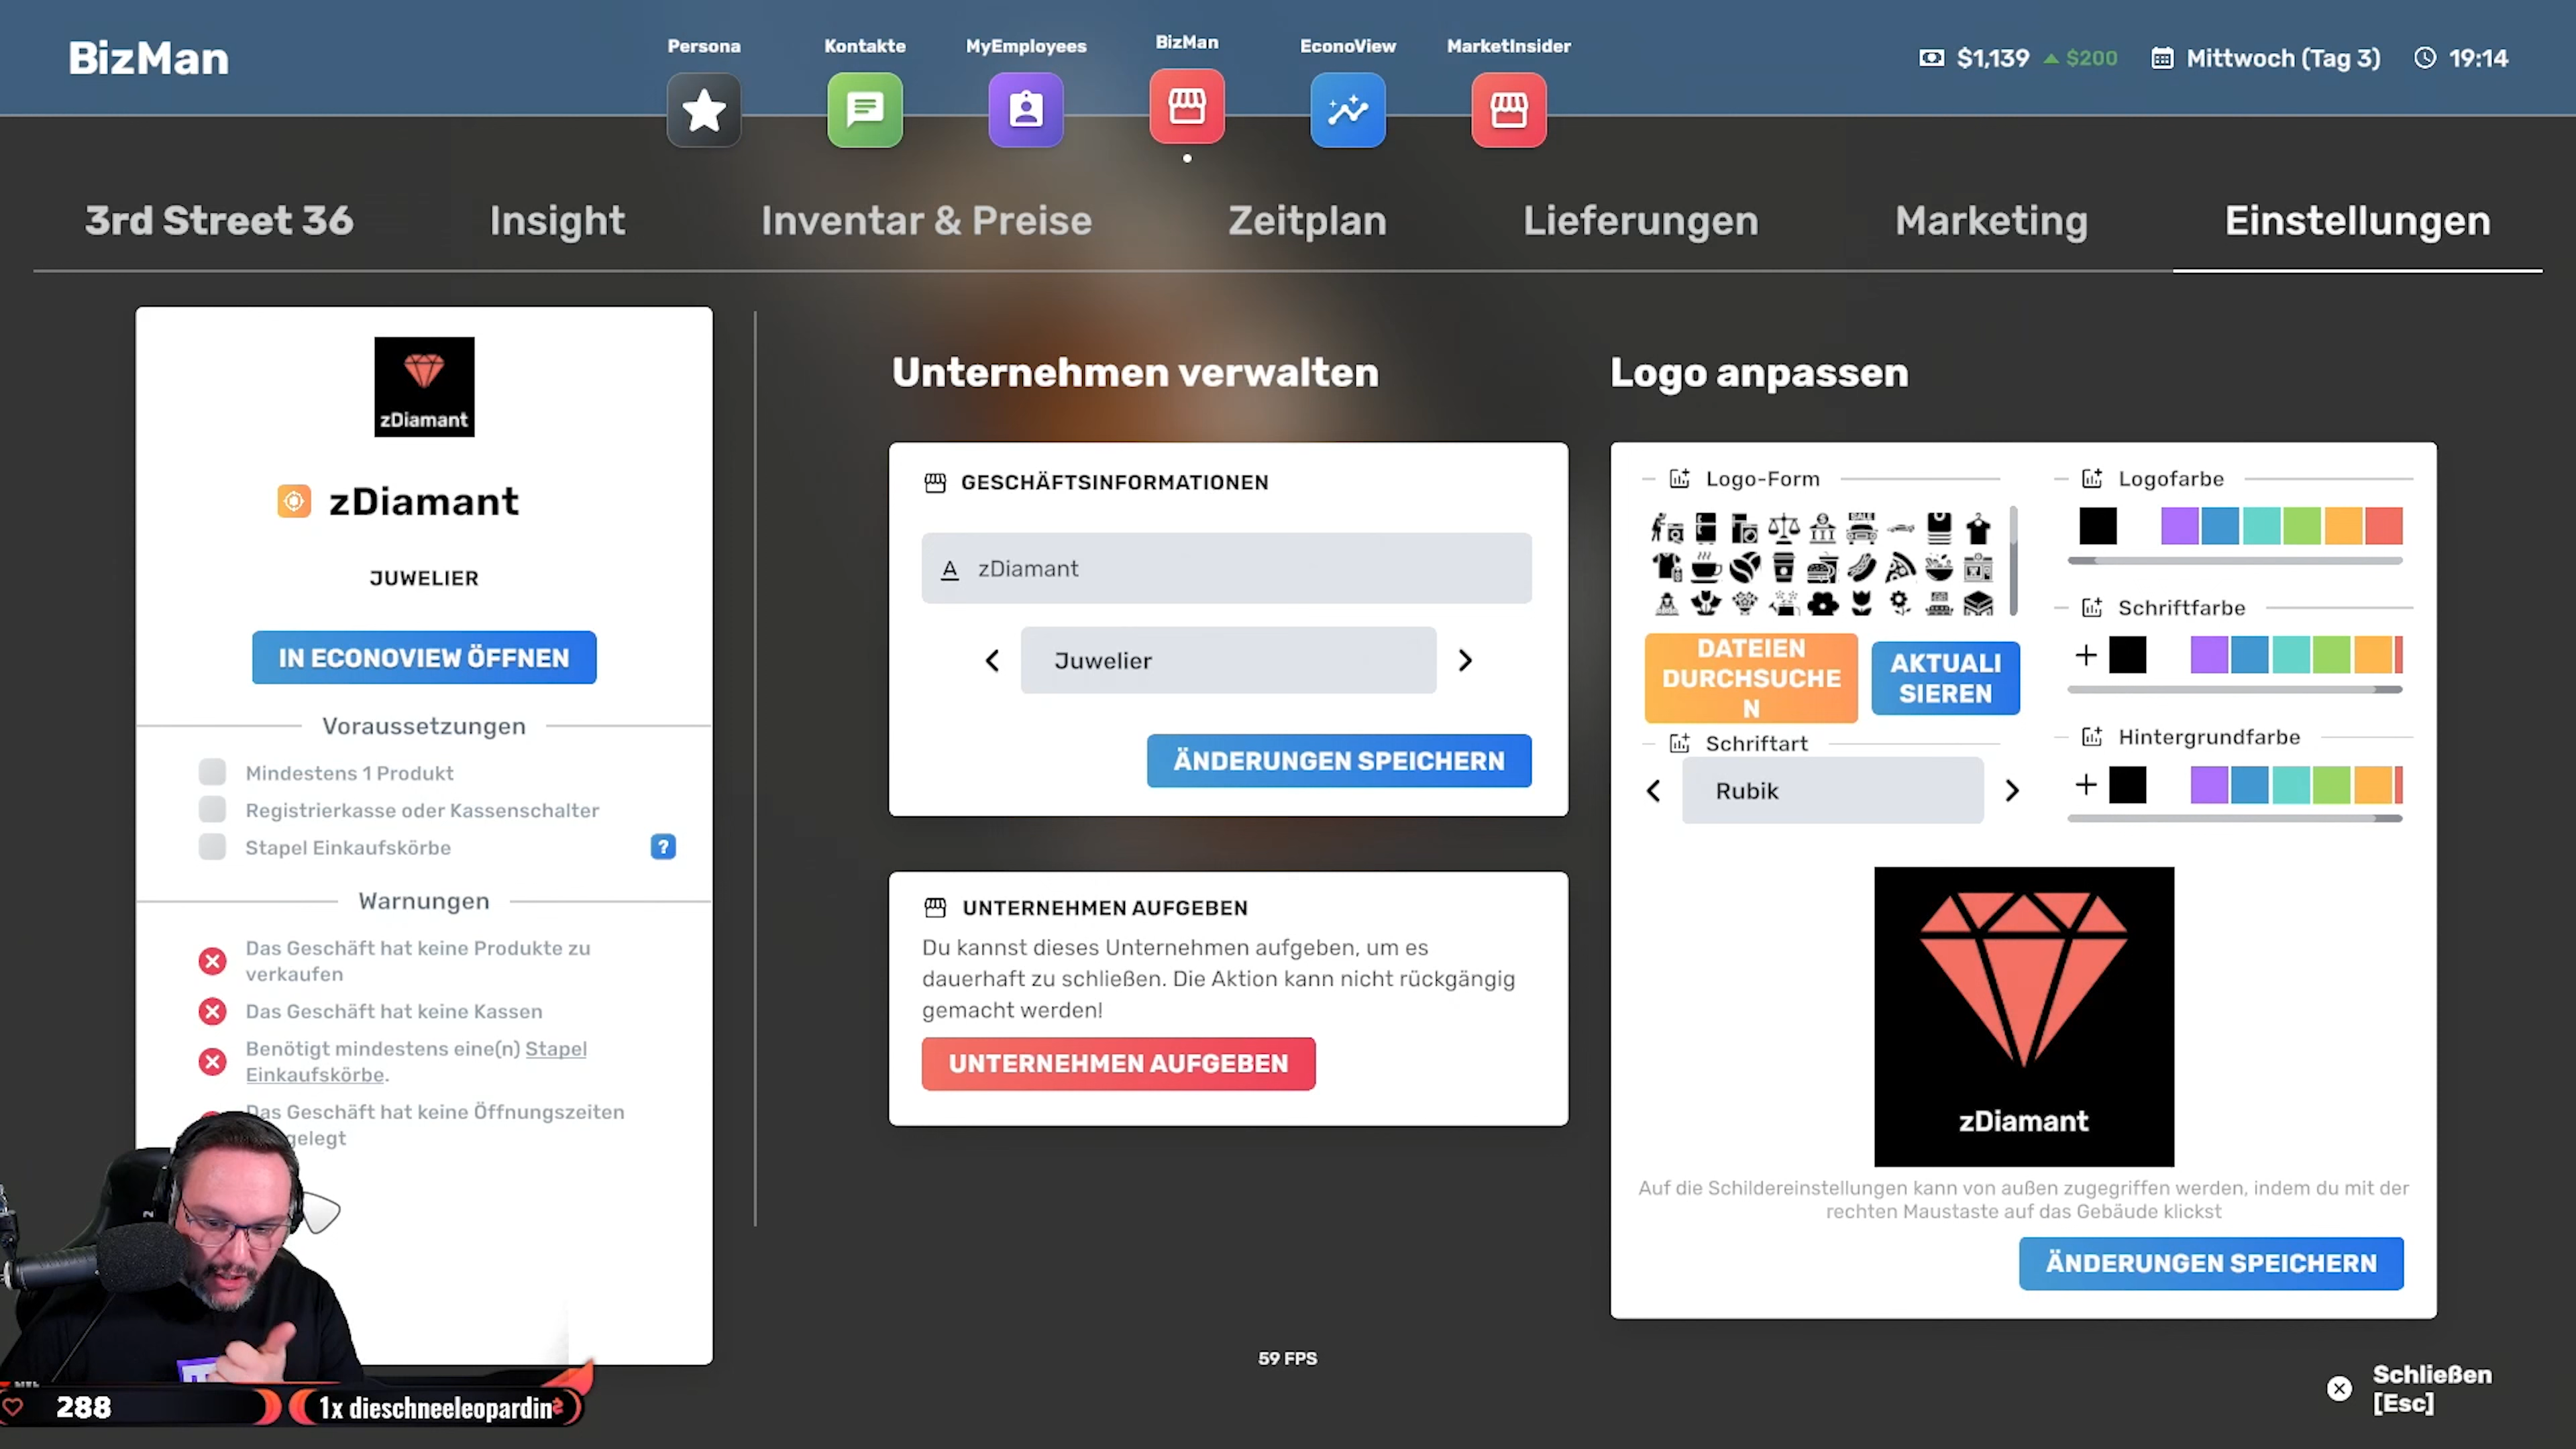 BizMan
Persona
Kontakte
MyEmployees
BizMan
EconoView
MarketInsider
$1,139
$200
Mittwoch (Tag 3)
19:14
3rd Street 36
Insight
Inventar & Preise
Zeitplan
Lieferungen
Marketing
Einstellungen
zDiamant
zDiamant
JUWELIER
IN ECONOVIEW ÖFFNEN
Voraussetzungen
Mindestens 1 Produkt
Registrierkasse oder Kassenschalter
Stapel Einkaufskörbe
?
Warnungen
Das Geschäft hat keine Produkte zu
verkaufen
Das Geschäft hat keine Kassen
Benötigt mindestens eine(n) Stapel
Einkaufskörbe.
Das Geschäft hat keine Öffnungszeiten
gelegt
Unternehmen verwalten
GESCHÄFTSINFORMATIONEN
zDiamant
Juwelier
ÄNDERUNGEN SPEICHERN
UNTERNEHMEN AUFGEBEN
Du kannst dieses Unternehmen aufgeben, um es
dauerhaft zu schließen. Die Aktion kann nicht rückgängig
gemacht werden!
UNTERNEHMEN AUFGEBEN
Logo anpassen
Logo-Form
SALE
DATEIEN
DURCHSUCHE
N
AKTUALI
SIEREN
Schriftart
Rubik
Logofarbe
Schriftfarbe
Hintergrundfarbe
zDiamant
Auf die Schildereinstellungen kann von außen zugegriffen werden, indem du mit der
rechten Maustaste auf das Gebäude klickst
ÄNDERUNGEN SPEICHERN
59 FPS
Schließen
[Esc]
288
1x dieschneeleopardin